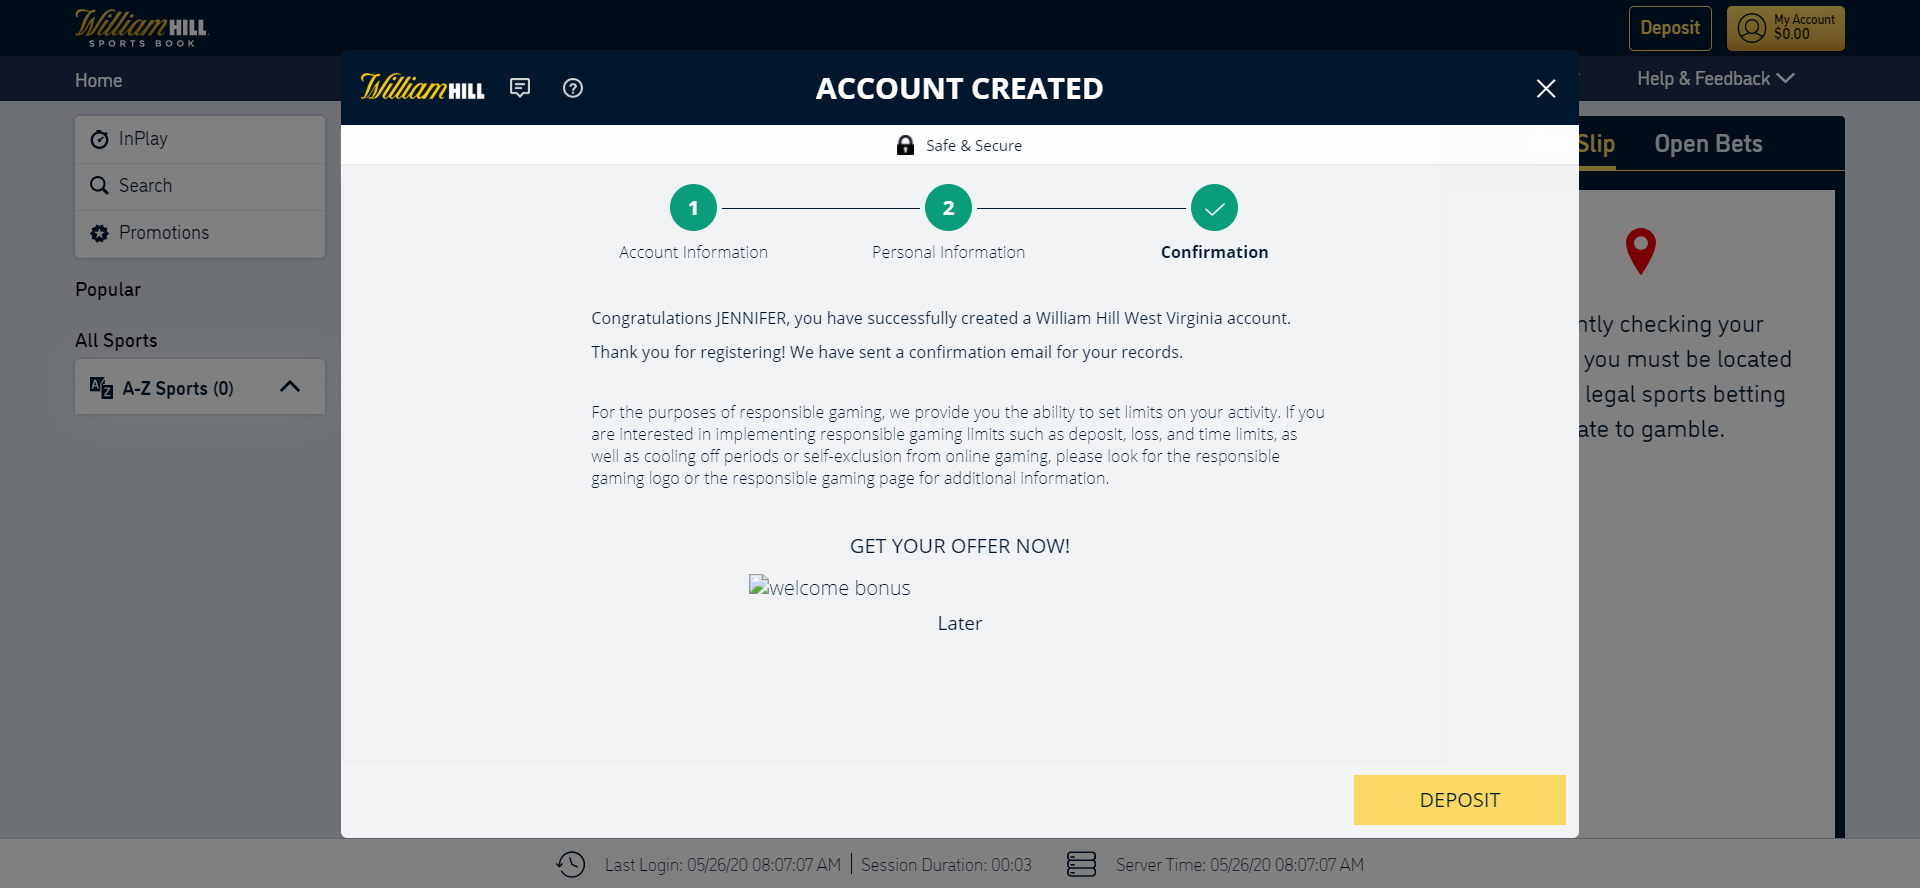 William HILL
SPORTS BOOK
Deposit
My Account
$0.00
Home
Help & Feedback
William HILL
ACCOUNT CREATED
Safe & Secure
InPlay
Search
Promotions
Popular
All Sports
A-Z Sports (0)
1
2
Account Information
Personal Information
Confirmation
Congratulations JENNIFER, you have successfully created a William Hill West Virginia account.
Thank you for registering! We have sent a confirmation email for your records.
For the purposes of responsible gaming, we provide you the ability to set limits on your activity. If you
are interested in implementing responsible gaming limits such as deposit, loss, and time limits, as
well as cooling off periods or self-exclusion from online gaming, please look for the responsible
gaming logo or the responsible gaming page for additional information.
GET YOUR OFFER NOW!
welcome bonus
Later
DEPOSIT
Slip
Open Bets
checking your
you must be located
legal sports betting
to gamble.
Last Login: 05/26/20 08:07:07 AM
Session Duration: 00:03
Server Time: 05/26/20 08:07:07 AM